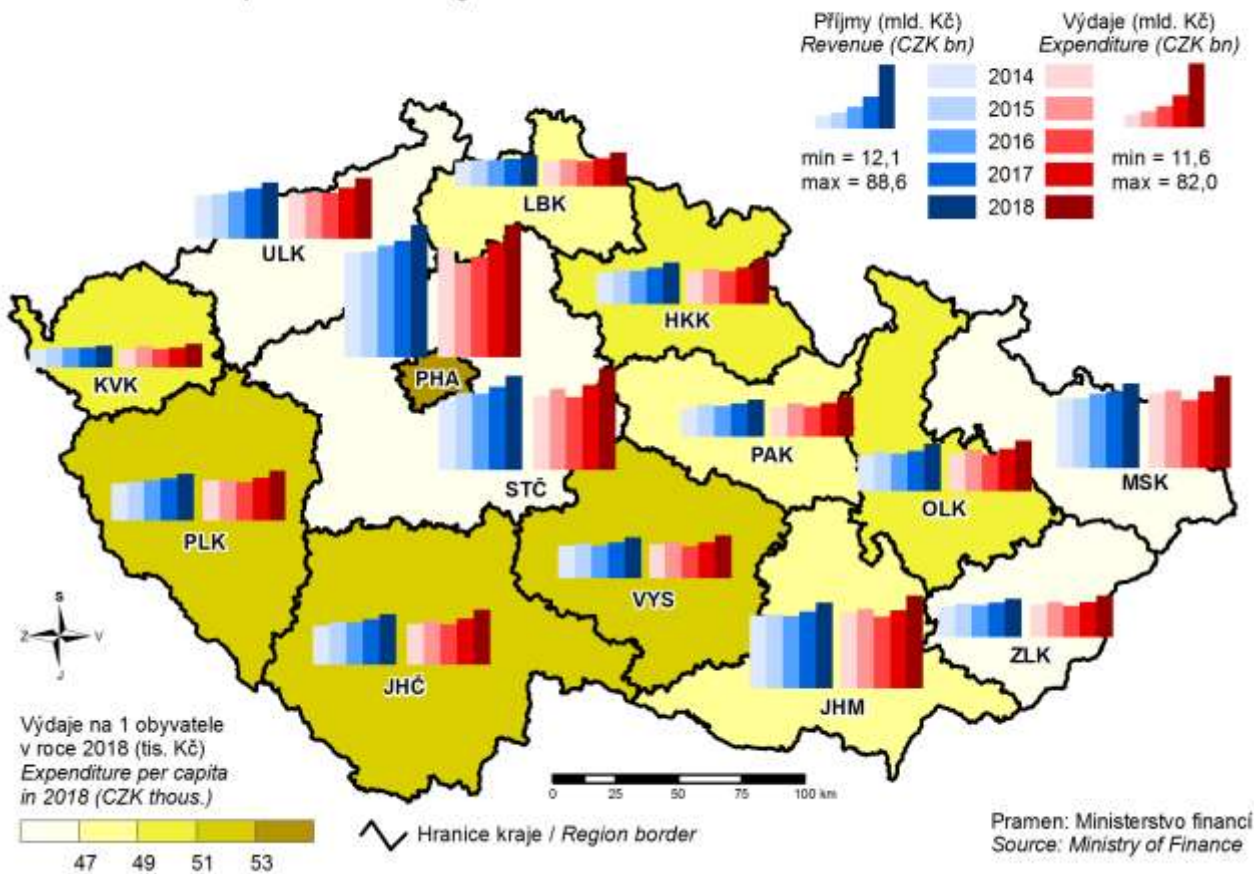 Příjmy (mld. Kč)
Revenue (CZK bn)
Výdaje (mld. Kč)
Expenditure (CZK bn)
2014
2015
2016
2017
2018
min = 12,1
max = 88,6
min = 11,6
max = 82,0
LBK
ULK
HKK
KVK
PHA
PAK
STČ
MSK
OLK
PLK
VYS
ZLK
JHČ
JHM
S
Z
V
J
Výdaje na 1 obyvatele
v roce 2018 (tis. Kč)
Expenditure per capita
in 2018 (CZK thous.)
47 49 51 53
0 25 50 75 100 km
Hranice kraje / Region border
Pramen: Ministerstvo financí
Source: Ministry of Finance